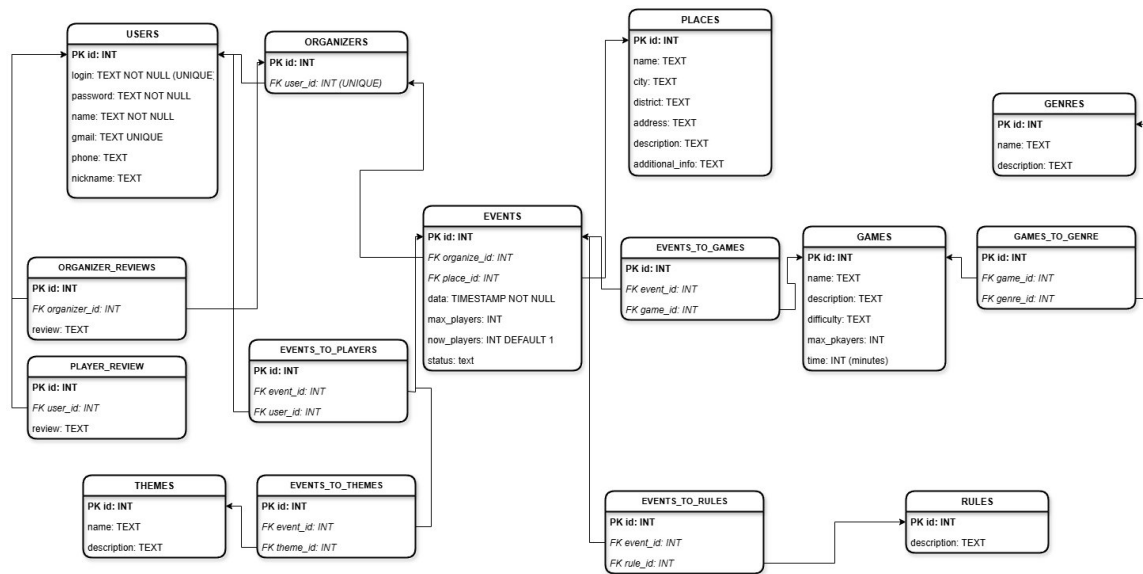 USERS
PK id: INT
login: TEXT NOT NULL (UNIQUE)
password: TEXT NOT NULL
name: TEXT NOT NULL
gmail: TEXT UNIQUE
phone: TEXT
nickname: TEXT
ORGANIZERS
PK id: INT
FK user_id: INT (UNIQUE)
PLACES
PK id: INT
name: TEXT
city: TEXT
district: TEXT
address: TEXT
description: TEXT
additional_info: TEXT
GENRES
PK id: INT
name: TEXT
description: TEXT
ORGANIZER_REVIEWS
PK id: INT
FK organizer_id: INT
review: TEXT
PLAYER_REVIEW
PK id: INT
FK user_id: INT
review: TEXT
EVENTS_TO_PLAYERS
PK id: INT
FK event_id: INT
FK user_id: INT
EVENTS
PK id: INT
FK organize_id: INT
FK place_id: INT
data: TIMESTAMP NOT NULL
max_players: INT
now_players: INT DEFAULT 1
status: text
EVENTS_TO_GAMES
PK id: INT
FK event_id: INT
FK game_id: INT
GAMES
PK id: INT
name: TEXT
description: TEXT
difficulty: TEXT
max_pkayers: INT
time: INT (minutes)
GAMES_TO_GENRE
PK id: INT
FK game_id: INT
FK genre_id: INT
THEMES
PK id: INT
name: TEXT
description: TEXT
EVENTS_TO_THEMES
PK id: INT
FK event_id: INT
FK theme_id: INT
EVENTS_TO_RULES
PK id: INT
FK event_id: INT
FK rule_id: INT
RULES
PK id: INT
description: TEXT